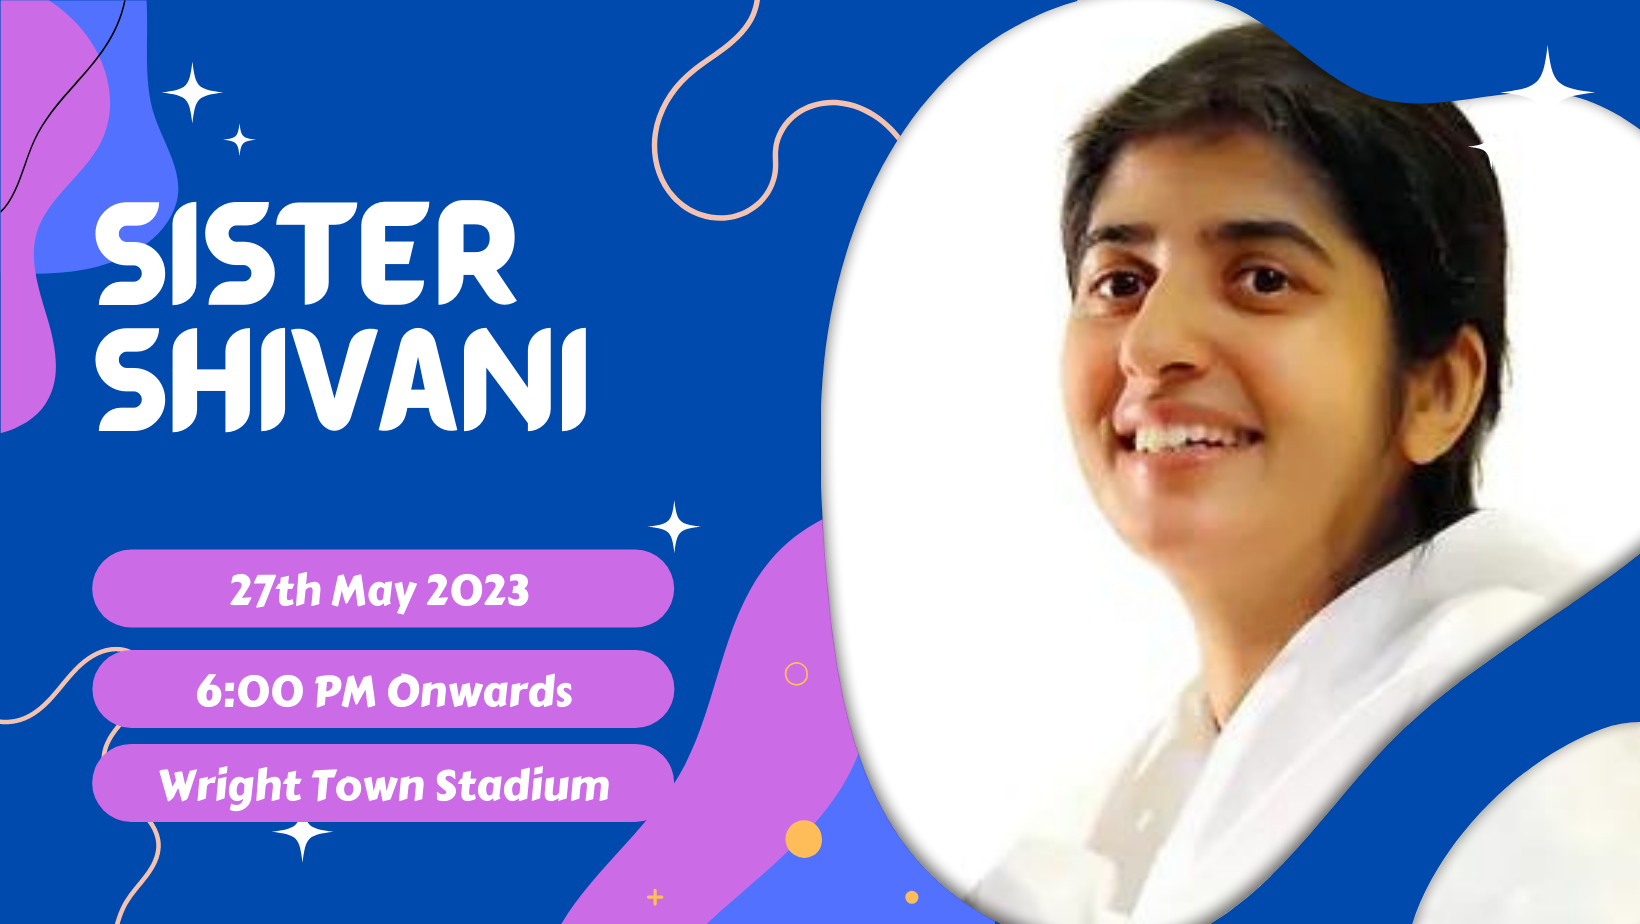 SISTER
SHIVANI
27th May 2023
6:00 PM Onwards
Wright Town Stadium